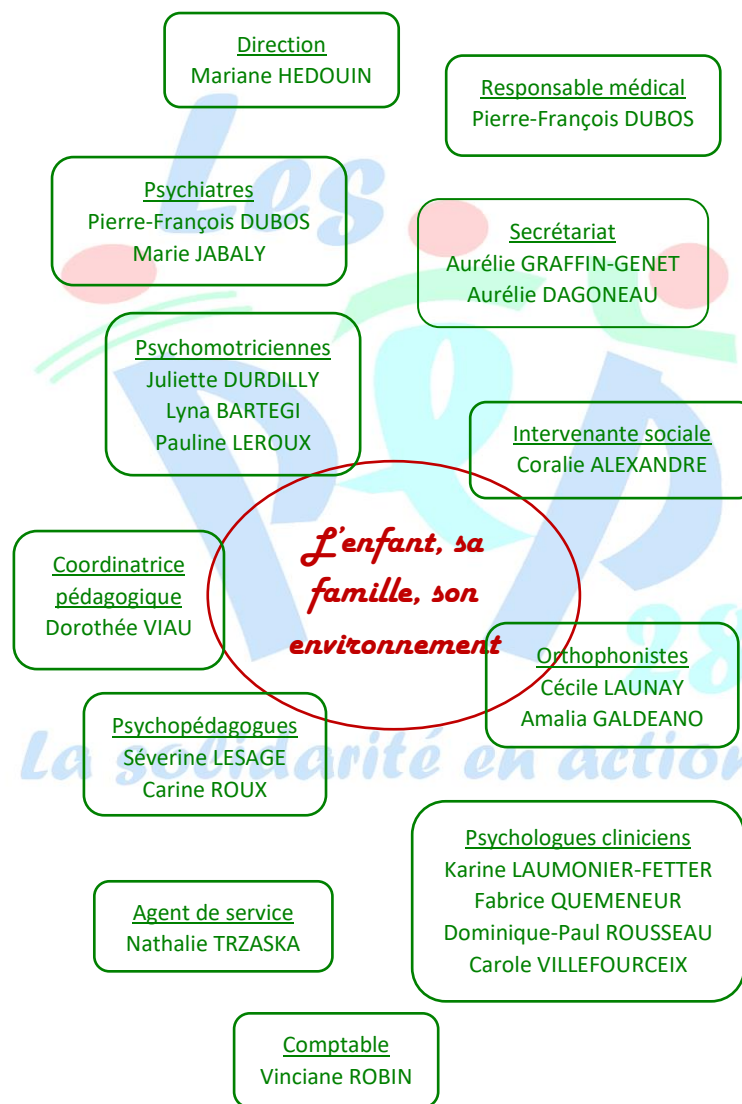 Direction
Mariane HEDOUIN
Responsable médical
Pierre-François DUBOS
Les
Psychiatres
Pierre-François DUBOS
Marie JABALY
Secrétariat
Aurélie GRAFFIN-GENET
Aurélie DAGONEAU
Psychomotriciennes
Juliette DURDILLY
Lyna BARTEGI
Pauline LEROUX
PEP
Intervenante sociale
Coralie ALEXANDRE
L'enfant, sa
famille, son
environnement
Coordinatrice
pédagogique
Dorothée VIAU
28
Orthophonistes
Cécile LAUNAY
Amalia GALDEANO
Psychopédagogues
Séverine LESAGE
Carine ROUX
La solidarité en action
Psychologues cliniciens
Karine LAUMONIER-FETTER
Fabrice QUEMENEUR
Dominique-Paul ROUSSEAU
Carole VILLEFOURCEIX
Agent de service
Nathalie TRZASKA
Comptable
Vinciane ROBIN